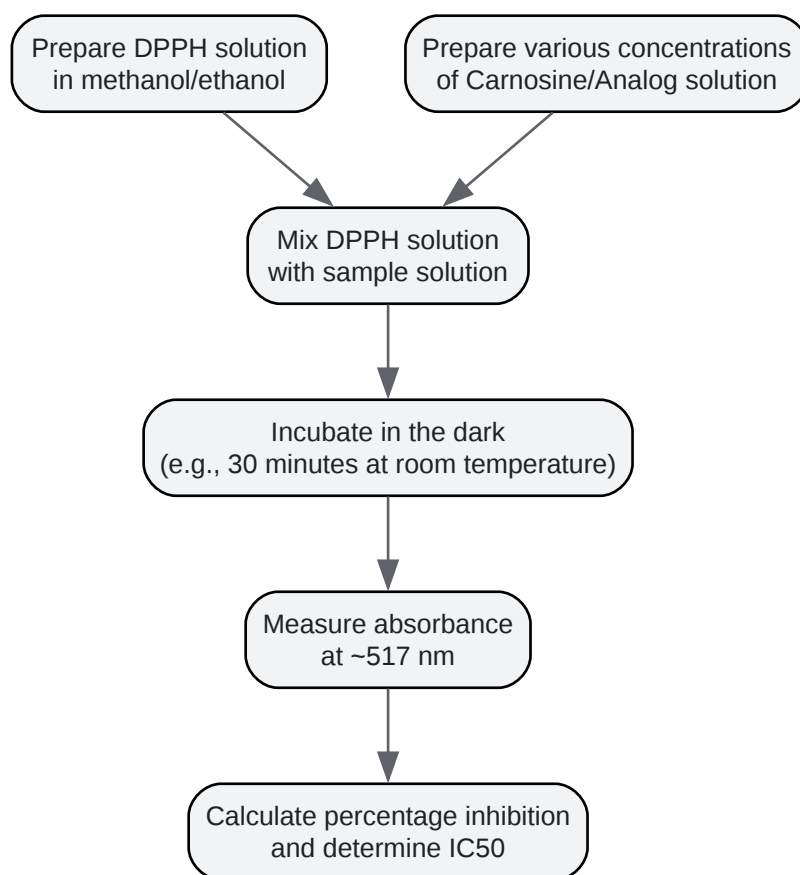 Prepare DPPH solution
in methanol/ethanol
Prepare various concentrations
of Carnosine/Analog solution
Mix DPPH solution
with sample solution
Incubate in the dark
(e.g., 30 minutes at room temperature)
Measure absorbance
at ~517 nm
Calculate percentage inhibition
and determine IC50